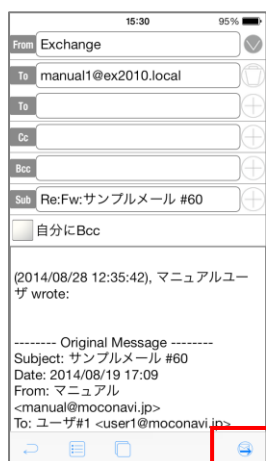 15:30 95%
From Exchange
To manual1@ex2010.local
To
Cc
Bcc
Sub Re:Fw:サンプルメール #60
自分にBcc
(2014/08/28 12:35:42), マニュアルユー
ザ wrote:
-------- Original Message --------
Subject: サンプルメール #60
Date: 2014/08/19 17:09
From: マニュアル
<manual@moconavi.jp>
To: ユーザ#1 <user1@moconavi.jp>